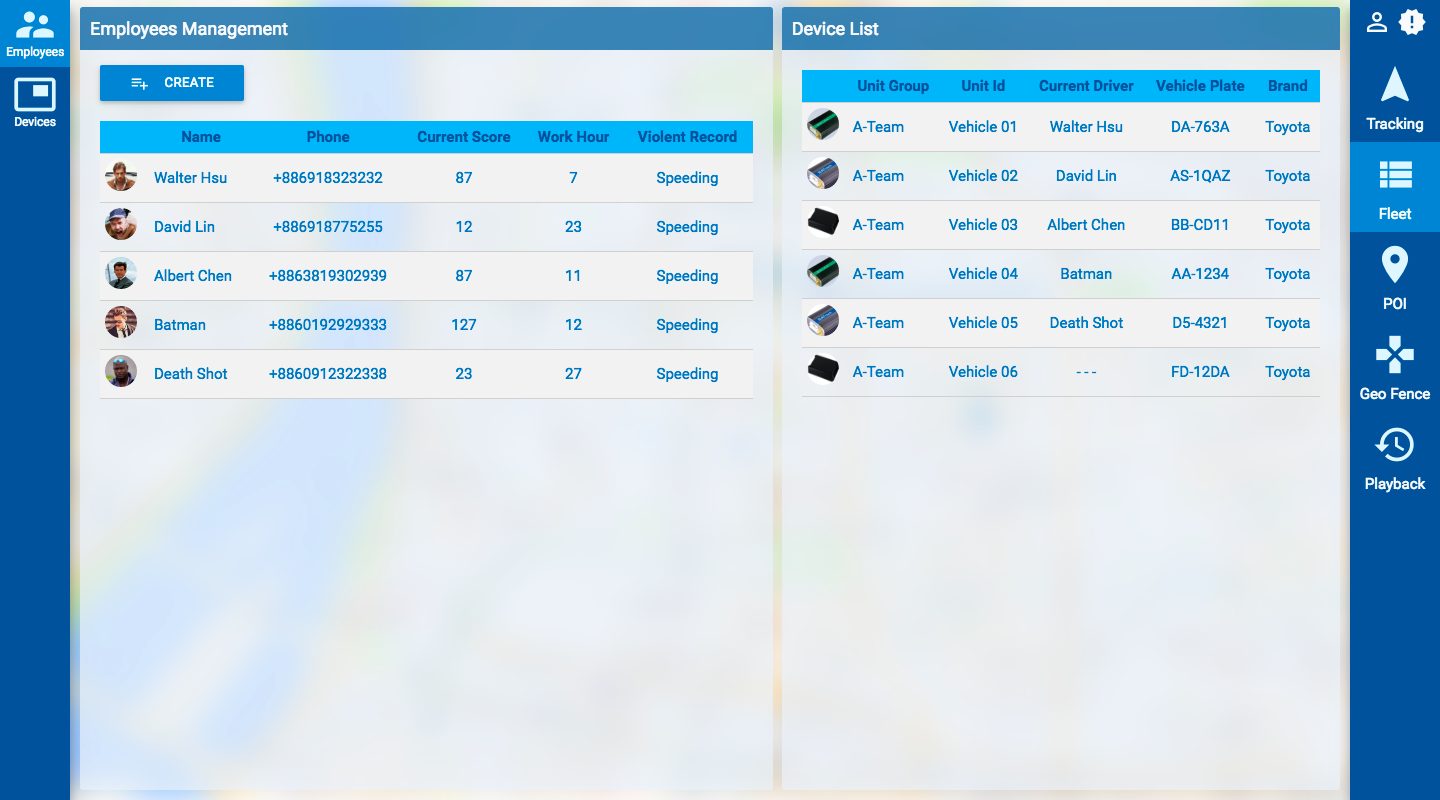 Employees
Devices
Employees Management
CREATE
Name Phone Current Score Work Hour Violent Record
Walter Hsu +886918323232 87 7 Speeding
David Lin +886918775255 12 23 Speeding
Albert Chen +8863819302939 87 11 Speeding
Batman +8860192929333 127 12 Speeding
Death Shot +8860912322338 23 27 Speeding
Device List
Unit Group Unit Id Current Driver Vehicle Plate Brand
A-Team Vehicle 01 Walter Hsu DA-763A Toyota
A-Team Vehicle 02 David Lin AS-1QAZ Toyota
A-Team Vehicle 03 Albert Chen BB-CD11 Toyota
A-Team Vehicle 04 Batman AA-1234 Toyota
A-Team Vehicle 05 Death Shot D5-4321 Toyota
A-Team Vehicle 06 - - - FD-12DA Toyota
Tracking
Fleet
POI
Geo Fence
Playback